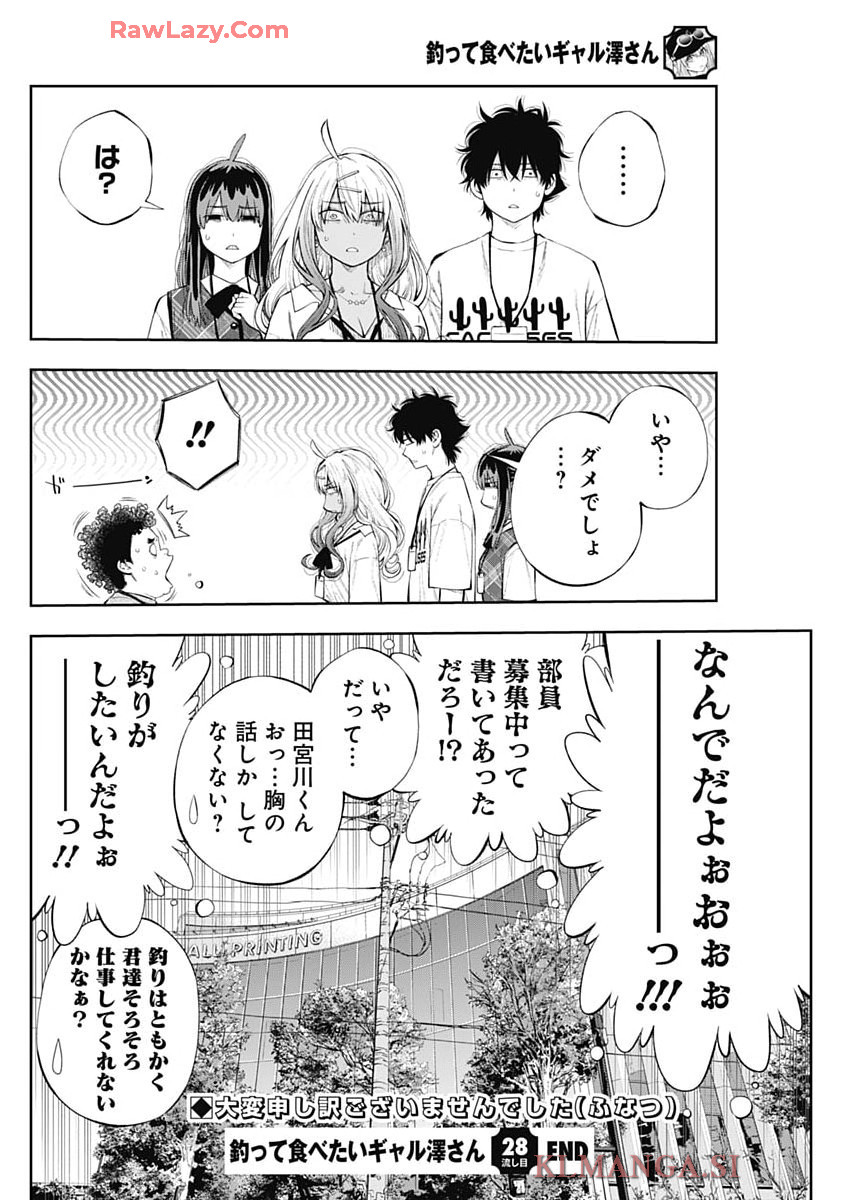 RawLazy.Com
釣って食べたいギャル澤さん
……
は?
いや…
ダメでしょ
…?
!!
ガーーン
なんでだよぉおぉぉ
――っ!!!
部員
募集中って
書いてあった
だろー!?
いや
だって…
田宮川くん
おっ…胸の
話しか して
なくない?
釣りが
したいんだよぉ
――っ!!
釣りはともかく
君達そろそろ
仕事してくれない
かなぁ?
ALL PRINTING
◆大変申し訳ございませんでした(ふなつ)。
釣って食べたいギャル澤さん
28
流し目
END
KLMANGA.SI